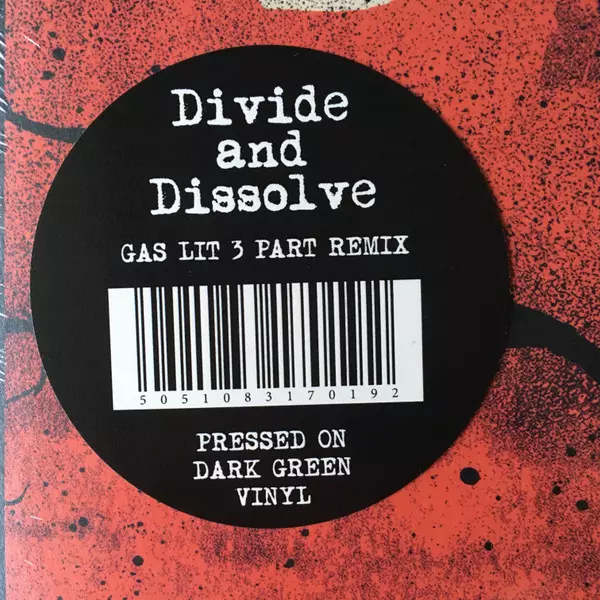 Divide
and
Dissolve
GAS LIT 3 PART REMIX
5051083170192
PRESSED ON
DARK GREEN
VINYL